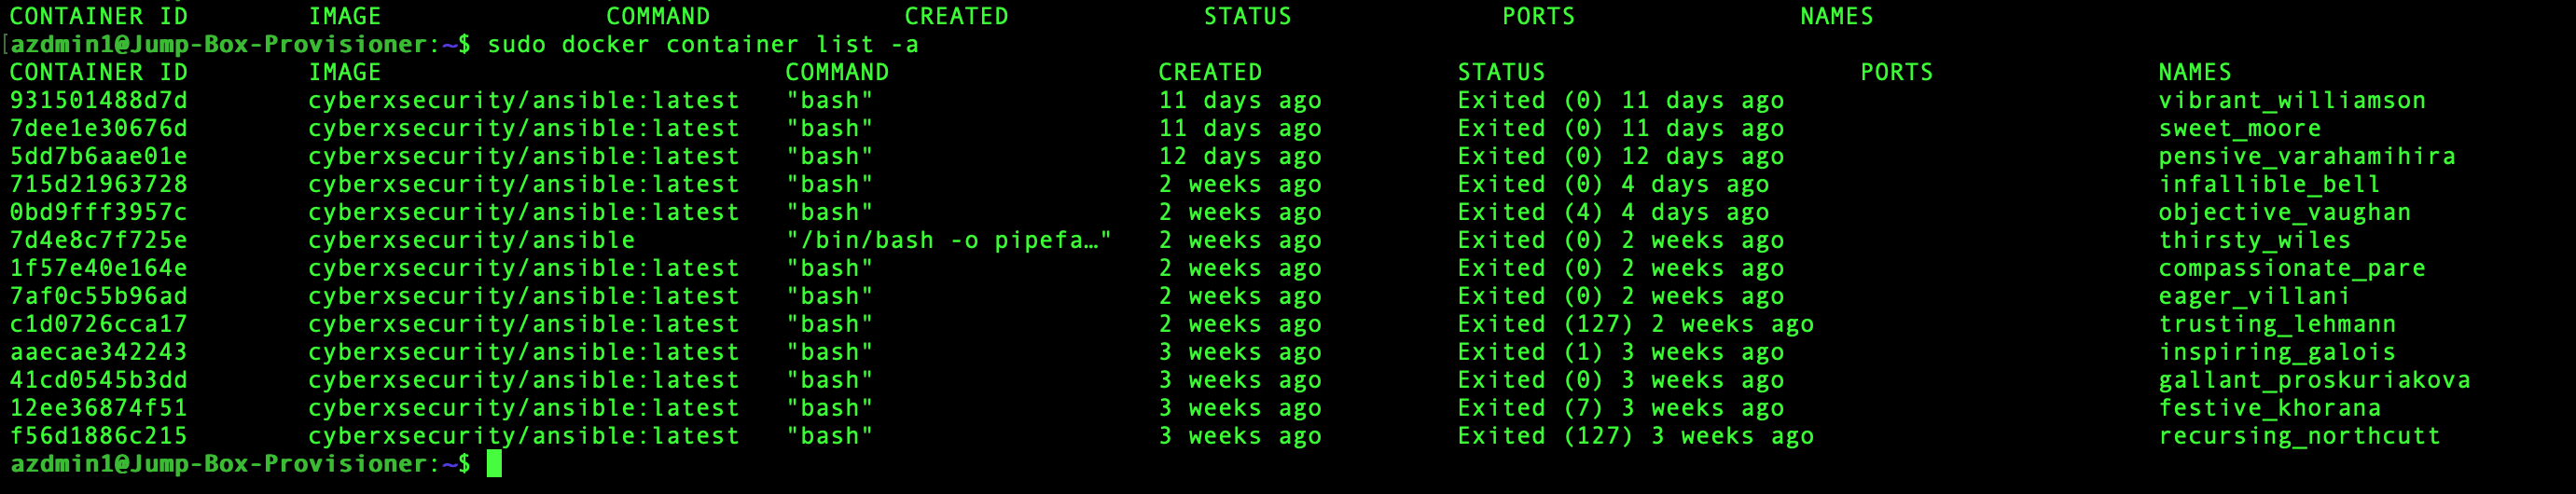 CONTAINER ID IMAGE COMMAND CREATED STATUS PORTS NAMES
[azdmin1@Jump-Box-Provisioner:~$ sudo docker container list -a
CONTAINER ID IMAGE COMMAND CREATED STATUS PORTS NAMES
931501488d7d cyberxsecurity/ansible:latest "bash" 11 days ago Exited (0) 11 days ago vibrant_williamson
7dee1e30676d cyberxsecurity/ansible:latest "bash" 11 days ago Exited (0) 11 days ago sweet_moore
5dd7b6aae01e cyberxsecurity/ansible:latest "bash" 12 days ago Exited (0) 12 days ago pensive_varahamihira
715d21963728 cyberxsecurity/ansible:latest "bash" 2 weeks ago Exited (0) 4 days ago infallible_bell
0bd9fff3957c cyberxsecurity/ansible:latest "bash" 2 weeks ago Exited (4) 4 days ago objective_vaughan
7d4e8c7f725e cyberxsecurity/ansible "/bin/bash -o pipefa…" 2 weeks ago Exited (0) 2 weeks ago thirsty_wiles
1f57e40e164e cyberxsecurity/ansible:latest "bash" 2 weeks ago Exited (0) 2 weeks ago compassionate_pare
7af0c55b96ad cyberxsecurity/ansible:latest "bash" 2 weeks ago Exited (0) 2 weeks ago eager_villani
c1d0726cca17 cyberxsecurity/ansible:latest "bash" 2 weeks ago Exited (127) 2 weeks ago trusting_lehmann
aaecae342243 cyberxsecurity/ansible:latest "bash" 3 weeks ago Exited (1) 3 weeks ago inspiring_galois
41cd0545b3dd cyberxsecurity/ansible:latest "bash" 3 weeks ago Exited (0) 3 weeks ago gallant_proskuriakova
12ee36874f51 cyberxsecurity/ansible:latest "bash" 3 weeks ago Exited (7) 3 weeks ago festive_khorana
f56d1886c215 cyberxsecurity/ansible:latest "bash" 3 weeks ago Exited (127) 3 weeks ago recursing_northcutt
azdmin1@Jump-Box-Provisioner:~$